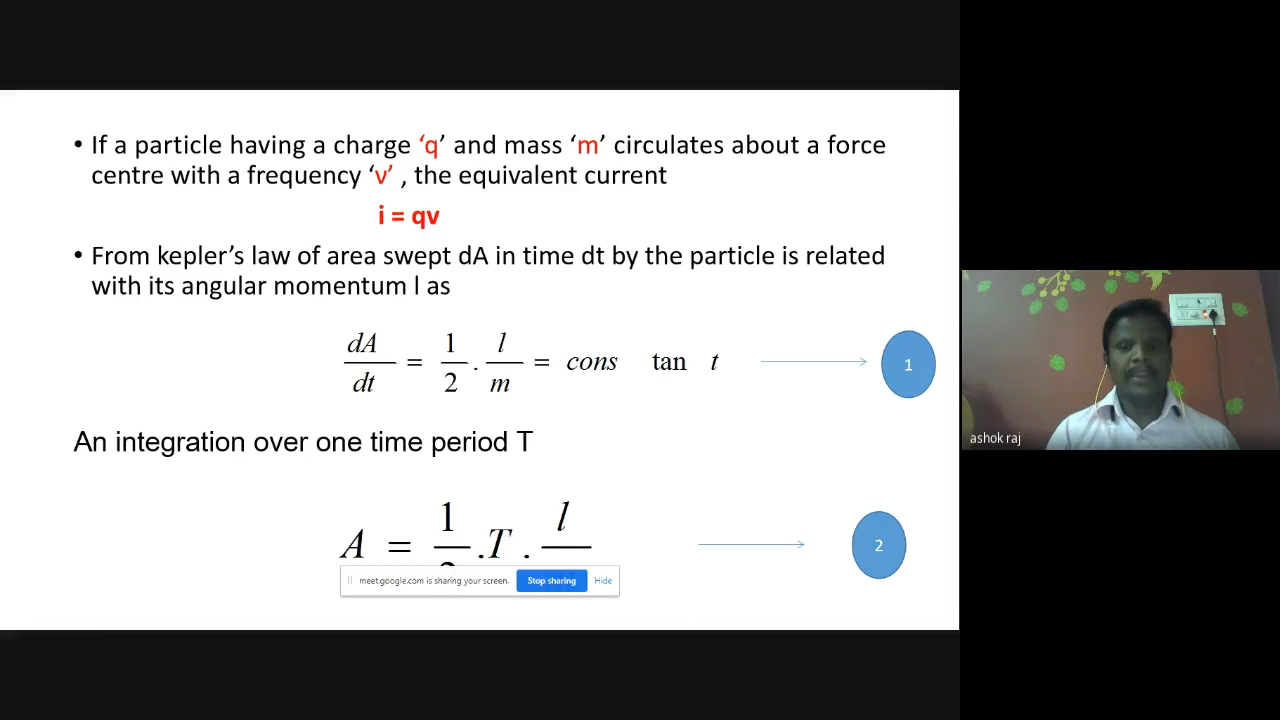 • If a particle having a charge ‘q’ and mass ‘m’ circulates about a force
centre with a frequency ‘v’ , the equivalent current
i = qv
• From kepler’s law of area swept dA in time dt by the particle is related
with its angular momentum l as
dA/dt = 1/2 . l/m = cons tan t
1
An integration over one time period T
A = 1/ .T . l/
2
meet.google.com is sharing your screen.
Stop sharing
Hide
ashok raj